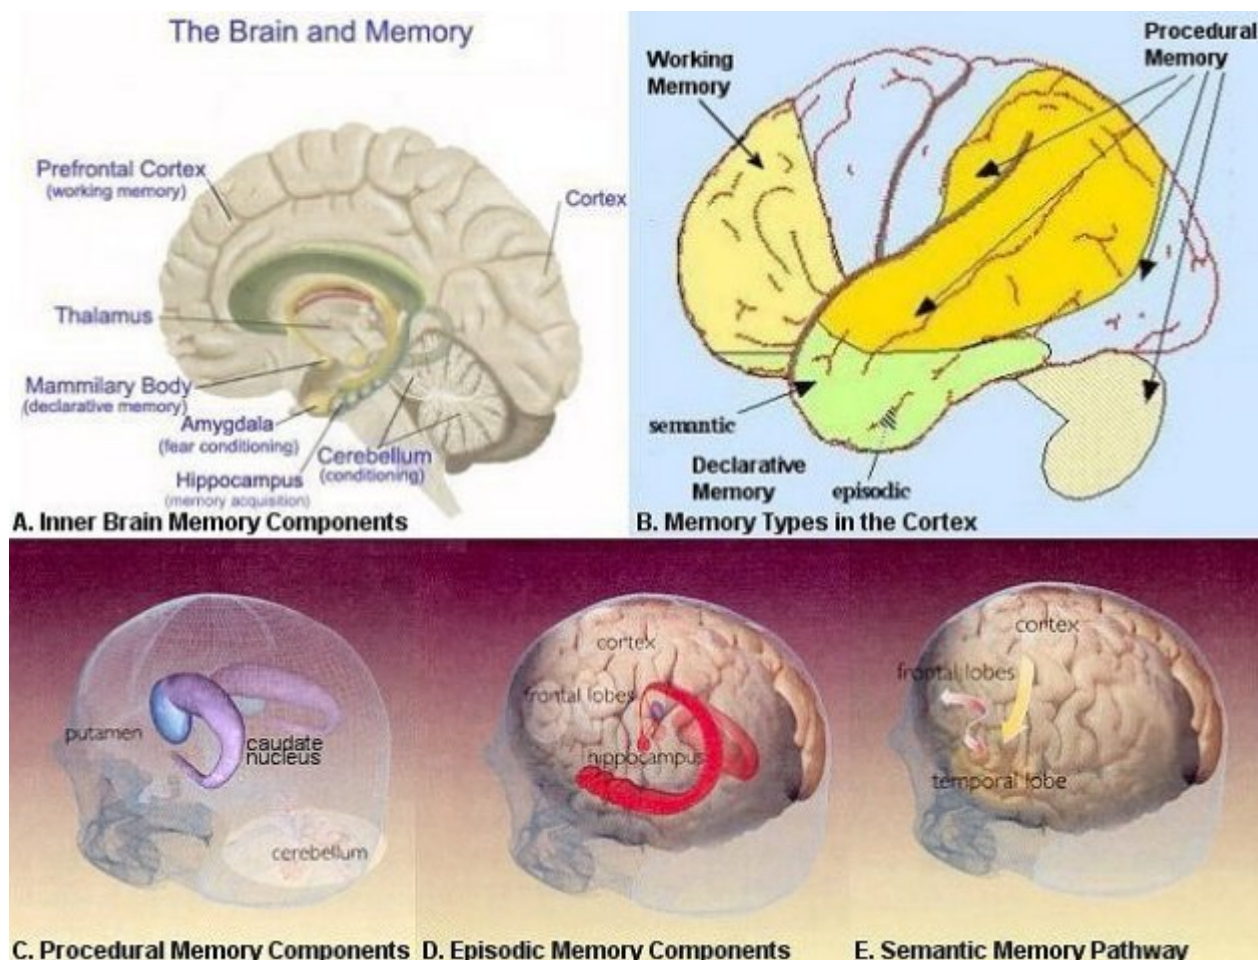 The Brain and Memory
Prefrontal Cortex
(working memory)
Cortex
Thalamus
Mammilary Body
(declarative memory)
Amygdala
(fear conditioning)
Hippocampus
(memory acquisition)
Cerebellum
(conditioning)
A. Inner Brain Memory Components
Working
Memory
Procedural
Memory
semantic
Declarative
Memory
episodic
B. Memory Types in the Cortex
putamen
caudate
nucleus
cerebellum
C. Procedural Memory Components
cortex
frontal lobes
hippocampus
D. Episodic Memory Components
cortex
frontal lobes
temporal lobe
E. Semantic Memory Pathway